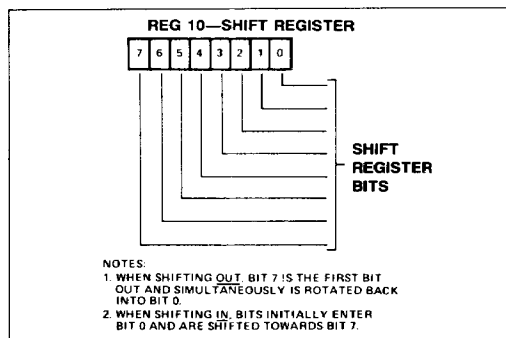 REG 10—SHIFT REGISTER
7 6 5 4 3 2 1 0
SHIFT
REGISTER
BITS
NOTES:
1. WHEN SHIFTING OUT, BIT 7 IS THE FIRST BIT
OUT AND SIMULTANEOUSLY IS ROTATED BACK
INTO BIT 0.
2. WHEN SHIFTING IN, BITS INITIALLY ENTER
BIT 0 AND ARE SHIFTED TOWARDS BIT 7.